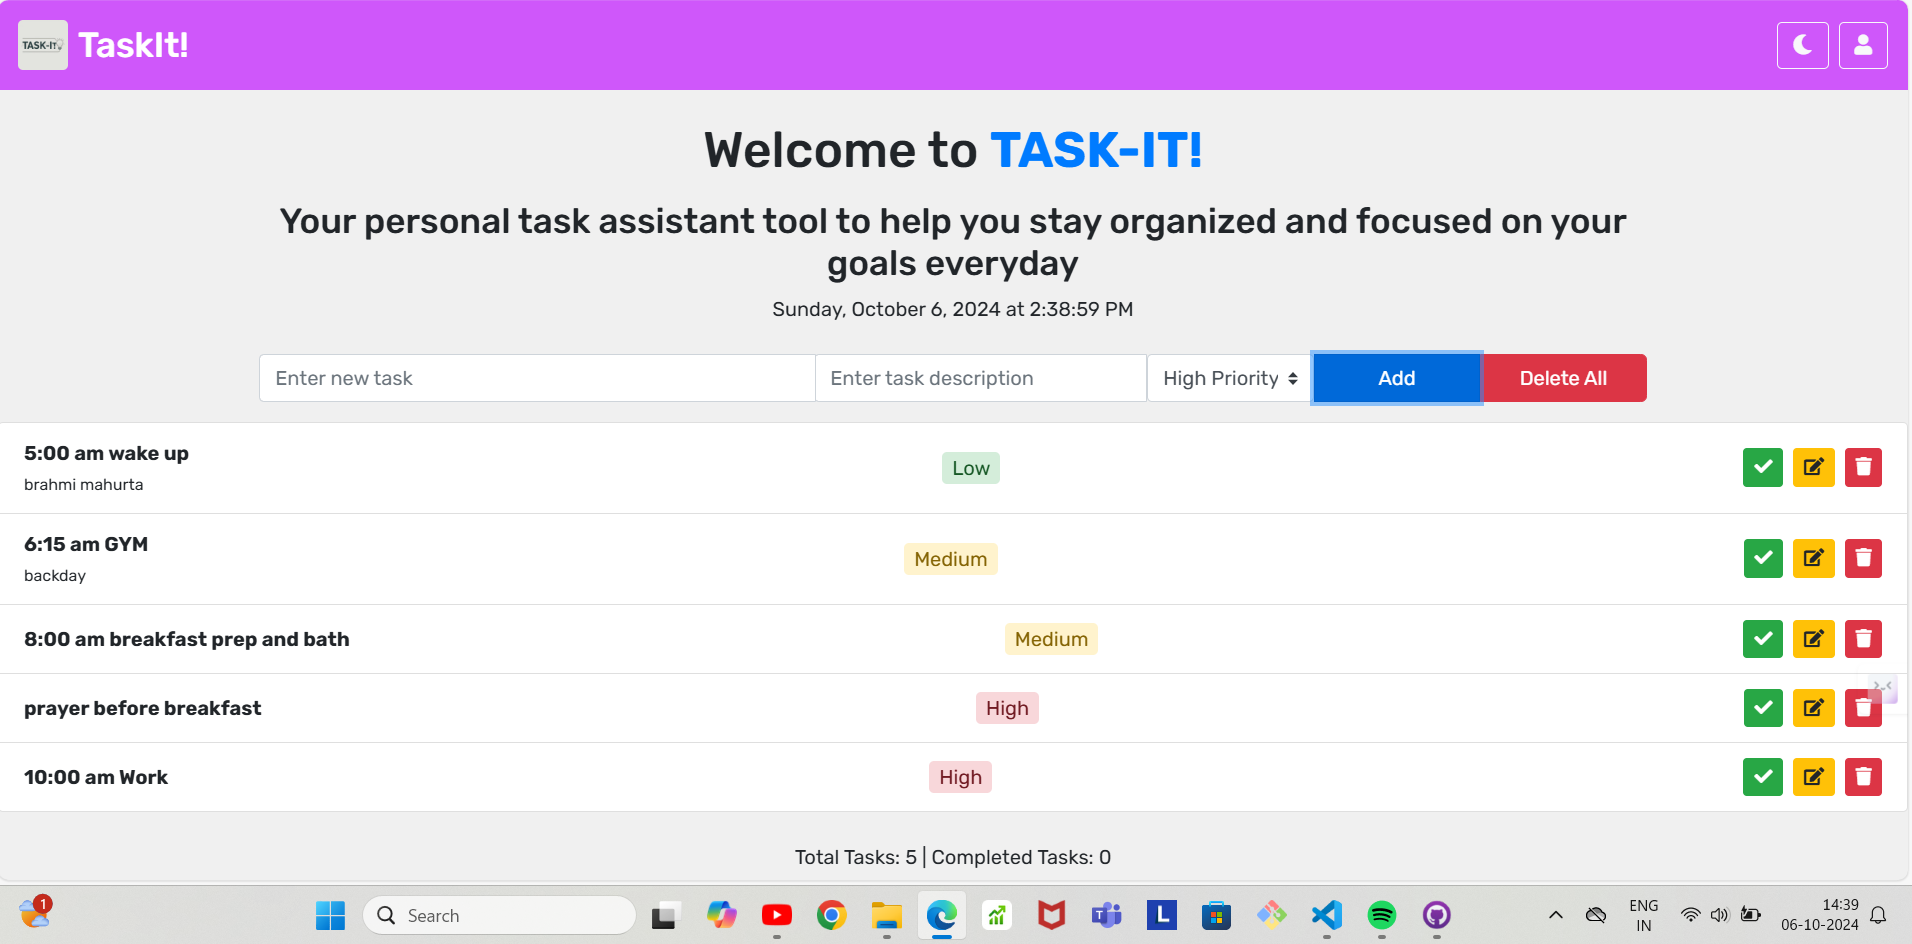 TASK-IT
TaskIt!
Welcome to TASK-IT!
Your personal task assistant tool to help you stay organized and focused on your
goals everyday
Sunday, October 6, 2024 at 2:38:59 PM
Enter new task
Enter task description
High Priority
Add
Delete All
5:00 am wake up
Low
brahmi mahurta
6:15 am GYM
Medium
backday
8:00 am breakfast prep and bath
Medium
prayer before breakfast
High
10:00 am Work
High
Total Tasks: 5 | Completed Tasks: 0
1
Search
T
L
ENG
IN
14:39
06-10-2024